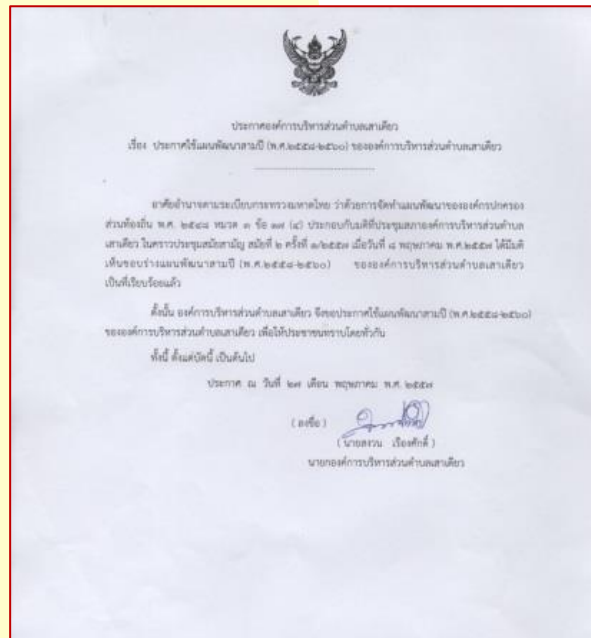 ประกาศองค์การบริหารส่วนตำบลเสาเดียว
เรื่อง ประกาศใช้แผนพัฒนาสามปี (พ.ศ.๒๕๕๘-๒๕๖๐) ขององค์การบริหารส่วนตำบลเสาเดียว
อาศัยอำนาจตามระเบียบกระทรวงมหาดไทย ว่าด้วยการจัดทำแผนพัฒนาขององค์กรปกครอง
ส่วนท้องถิ่น พ.ศ. ๒๕๔๘ หมวด ๓ ข้อ ๑๗ (๔) ประกอบกับมติที่ประชุมสภาองค์การบริหารส่วนตำบล
เสาเดียว ในคราวประชุมสมัยสามัญ สมัยที่ ๒ ครั้งที่ ๑/๒๕๕๗ เมื่อวันที่ ๘ พฤษภาคม พ.ศ.๒๕๕๗ ได้มีมติ
เห็นชอบร่างแผนพัฒนาสามปี (พ.ศ.๒๕๕๘-๒๕๖๐) ขององค์การบริหารส่วนตำบลเสาเดียว
เป็นที่เรียบร้อยแล้ว
ดังนั้น องค์การบริหารส่วนตำบลเสาเดียว จึงขอประกาศใช้แผนพัฒนาสามปี (พ.ศ.๒๕๕๘-๒๕๖๐)
ขององค์การบริหารส่วนตำบลเสาเดียว เพื่อให้ประชาชนทราบโดยทั่วกัน
ทั้งนี้ ตั้งแต่บัดนี้ เป็นต้นไป
ประกาศ ณ วันที่ ๒๗ เดือน พฤษภาคม พ.ศ. ๒๕๕๗
( ลงชื่อ )
( นายสงวน เรืองศักดิ์ )
นายกองค์การบริหารส่วนตำบลเสาเดียว